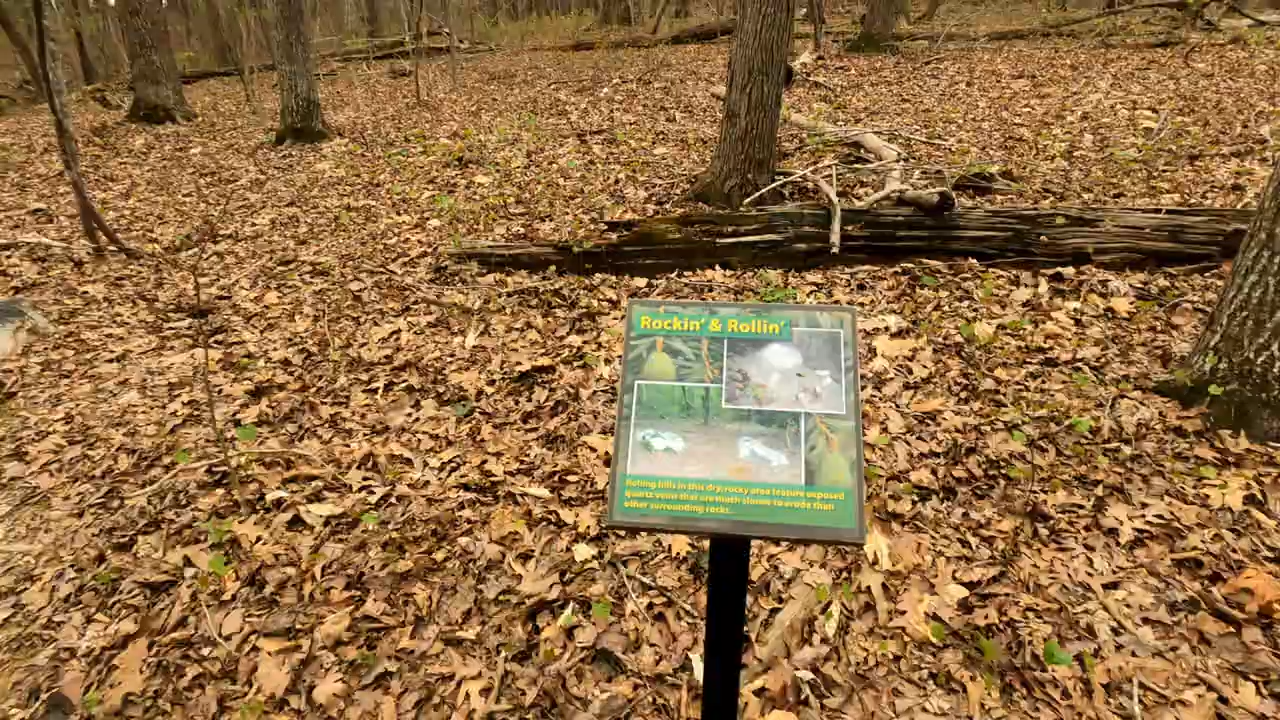 Rockin' & Rollin'
Rolling hills in this dry, rocky area feature exposed
quartz veins that are much slower to erode than
other surrounding rocks.